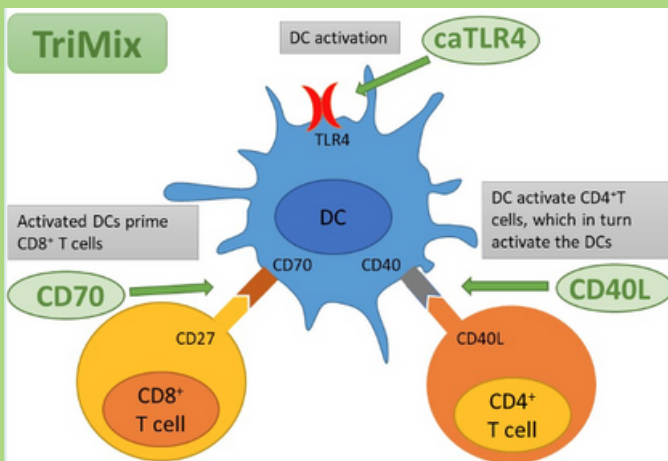 TriMix
DC activation
caTLR4
TLR4
DC
Activated DCs prime
CD8⁺ T cells
DC activate CD4⁺T
cells, which in turn
activate the DCs
CD70
CD40
CD70
CD40L
CD27
CD40L
CD8⁺
T cell
CD4⁺
T cell